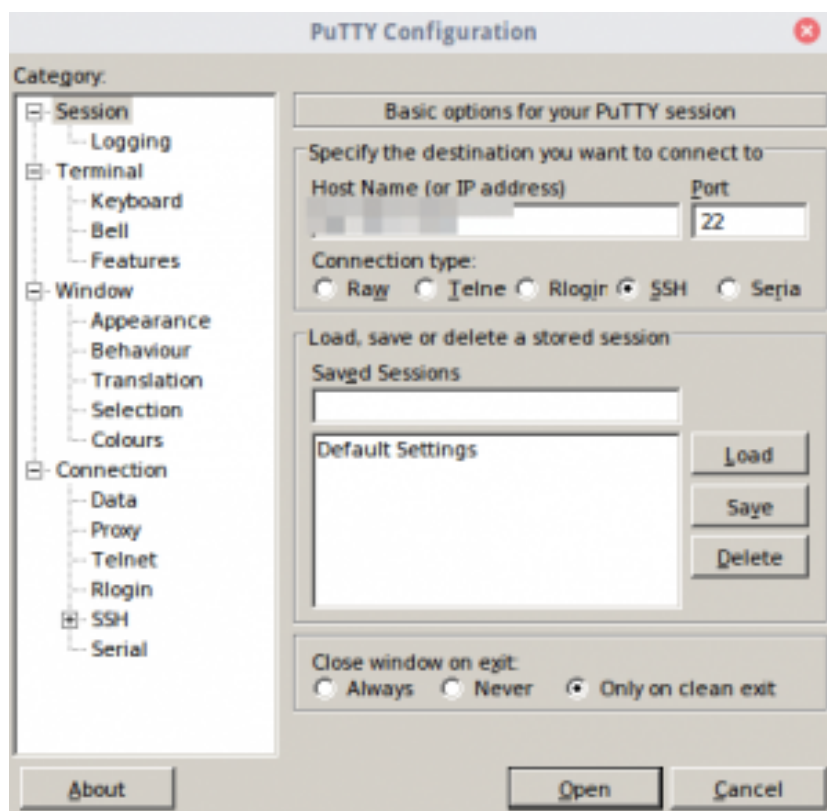 PuTTY Configuration
Category:
Session
Logging
Terminal
Keyboard
Bell
Features
Window
Appearance
Behaviour
Translation
Selection
Colours
Connection
Data
Proxy
Telnet
Rlogin
SSH
Serial
Basic options for your PuTTY session
Specify the destination you want to connect to
Host Name (or IP address) Port
22
Connection type:
Raw Telne Rlogin SSH Seria
Load, save or delete a stored session
Saved Sessions
Default Settings
Load
Save
Delete
Close window on exit:
Always Never Only on clean exit
About Open Cancel